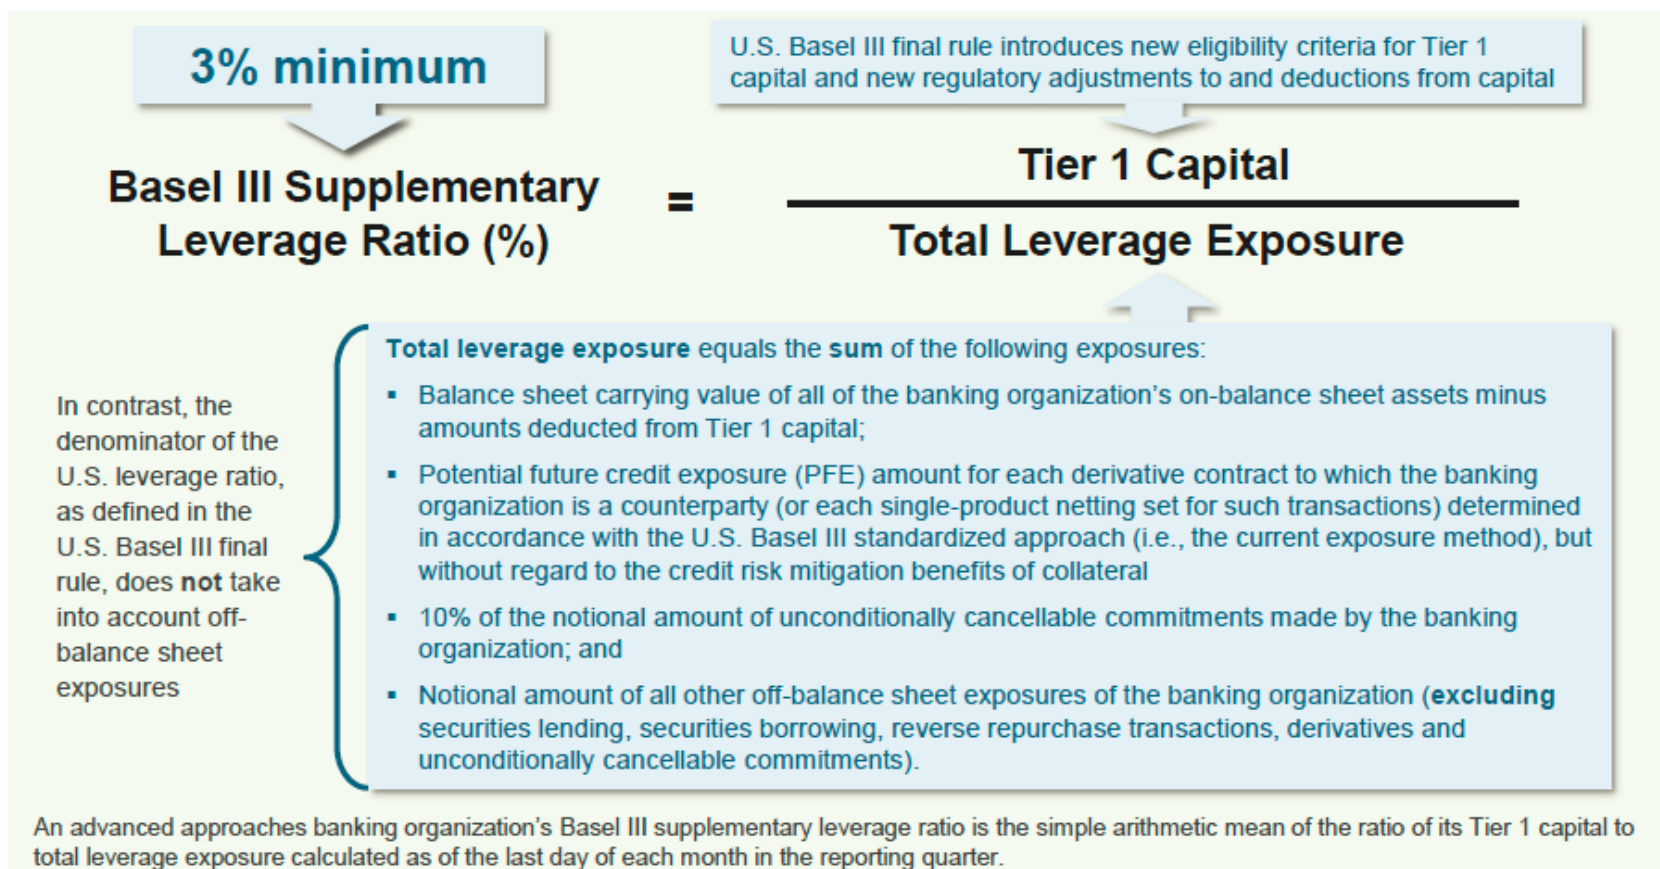 3% minimum
U.S. Basel III final rule introduces new eligibility criteria for Tier 1
capital and new regulatory adjustments to and deductions from capital
Basel III Supplementary
Leverage Ratio (%)
=
Tier 1 Capital
Total Leverage Exposure
In contrast, the
denominator of the
U.S. leverage ratio,
as defined in the
U.S. Basel III final
rule, does not take
into account off-
balance sheet
exposures
Total leverage exposure equals the sum of the following exposures:
▪ Balance sheet carrying value of all of the banking organization's on-balance sheet assets minus
amounts deducted from Tier 1 capital;
▪ Potential future credit exposure (PFE) amount for each derivative contract to which the banking
organization is a counterparty (or each single-product netting set for such transactions) determined
in accordance with the U.S. Basel III standardized approach (i.e., the current exposure method), but
without regard to the credit risk mitigation benefits of collateral
▪ 10% of the notional amount of unconditionally cancellable commitments made by the banking
organization; and
▪ Notional amount of all other off-balance sheet exposures of the banking organization (excluding
securities lending, securities borrowing, reverse repurchase transactions, derivatives and
unconditionally cancellable commitments).
An advanced approaches banking organization's Basel III supplementary leverage ratio is the simple arithmetic mean of the ratio of its Tier 1 capital to
total leverage exposure calculated as of the last day of each month in the reporting quarter.